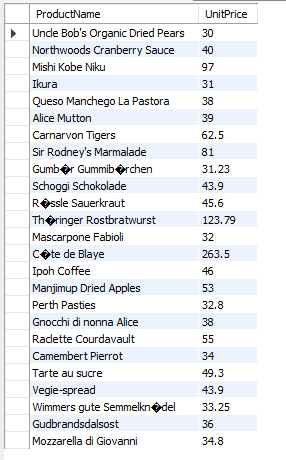 ProductName UnitPrice
Uncle Bob's Organic Dried Pears 30
Northwoods Cranberry Sauce 40
Mishi Kobe Niku 97
Ikura 31
Queso Manchego La Pastora 38
Alice Mutton 39
Carnarvon Tigers 62.5
Sir Rodney's Marmalade 81
Gumb�r Gummib�rchen 31.23
Schoggi Schokolade 43.9
R�ssle Sauerkraut 45.6
Th�ringer Rostbratwurst 123.79
Mascarpone Fabioli 32
C�te de Blaye 263.5
Ipoh Coffee 46
Manjimup Dried Apples 53
Perth Pasties 32.8
Gnocchi di nonna Alice 38
Raclette Courdavault 55
Camembert Pierrot 34
Tarte au sucre 49.3
Vegie-spread 43.9
Wimmers gute Semmelkn�del 33.25
Gudbrandsdalsost 36
Mozzarella di Giovanni 34.8